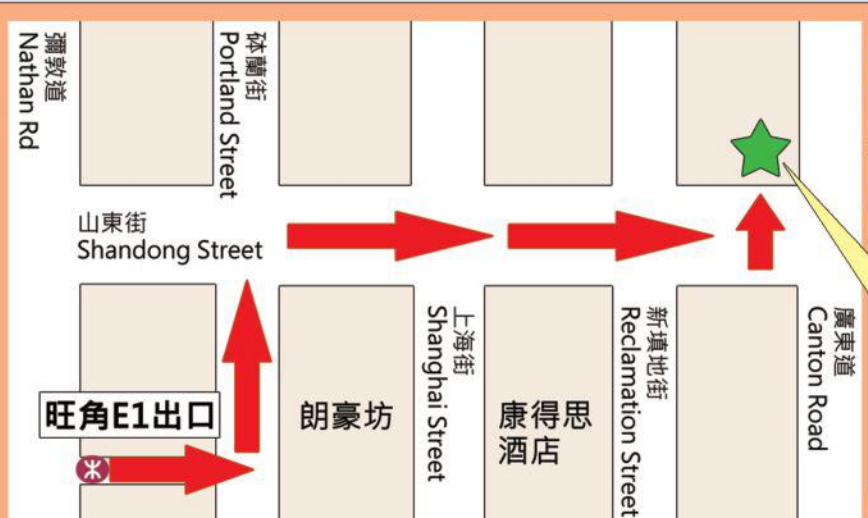 彌敦道
Nathan Rd
砵蘭街
Portland Street
山東街
Shandong Street
旺角E1出口
朗豪坊
上海街
Shanghai Street
康得思
酒店
新填地街
Reclamation Street
廣東道
Canton Road